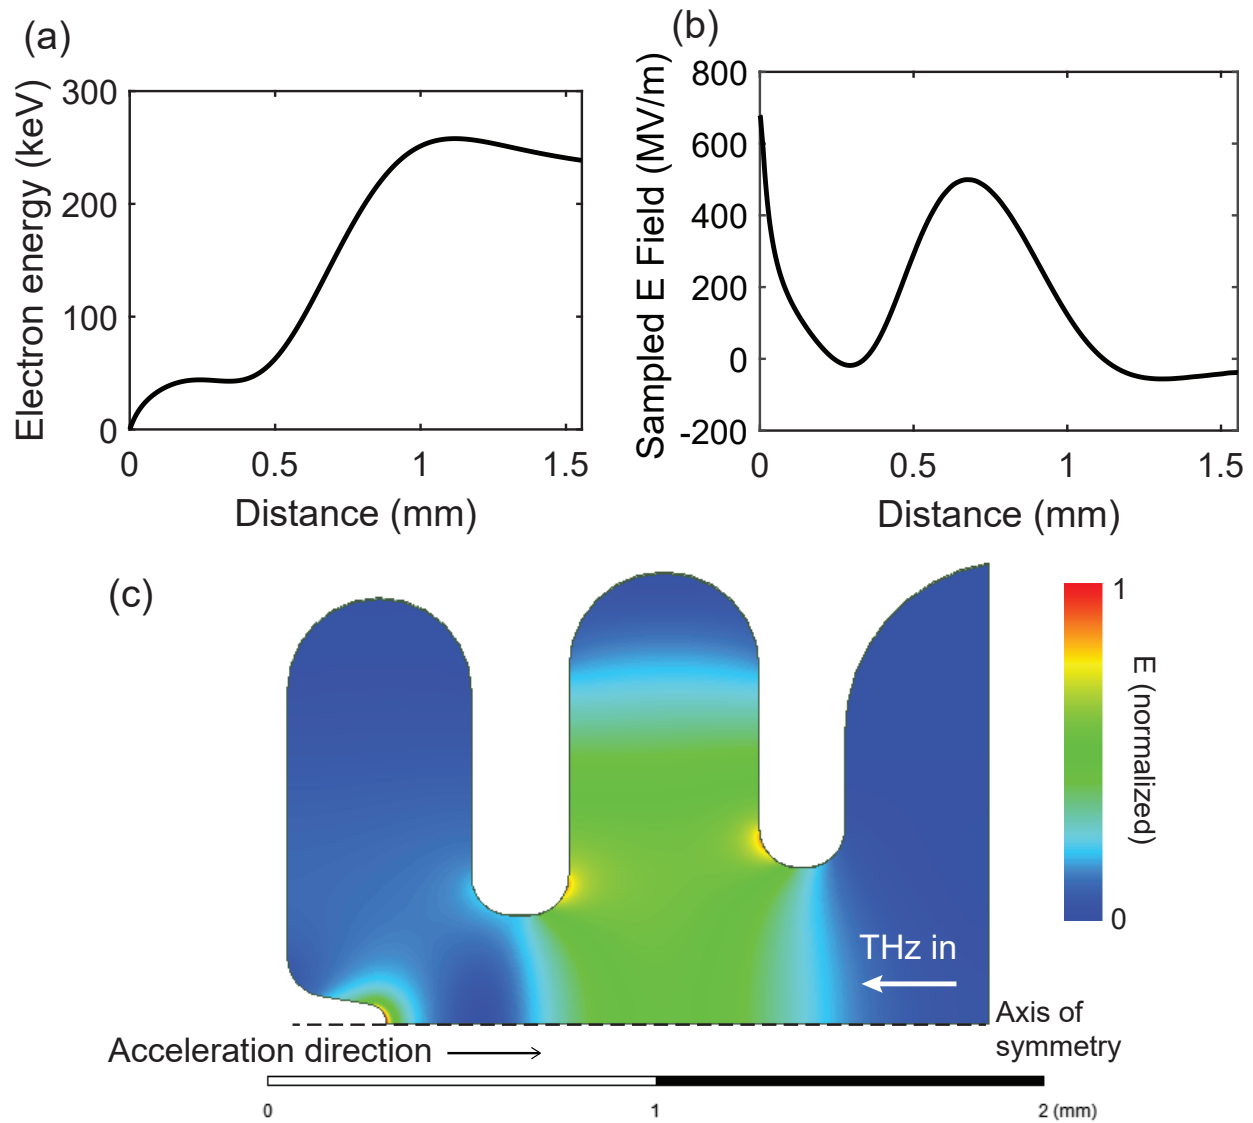 (a)
Electron energy (keV)
300
200
100
0
0 0.5 1 1.5
Distance (mm)
(b)
Sampled E Field (MV/m)
800
600
400
200
0
-200
0 0.5 1 1.5
Distance (mm)
(c)
1
E (normalized)
0
THz in
Axis of
symmetry
Acceleration direction
0 1 2 (mm)